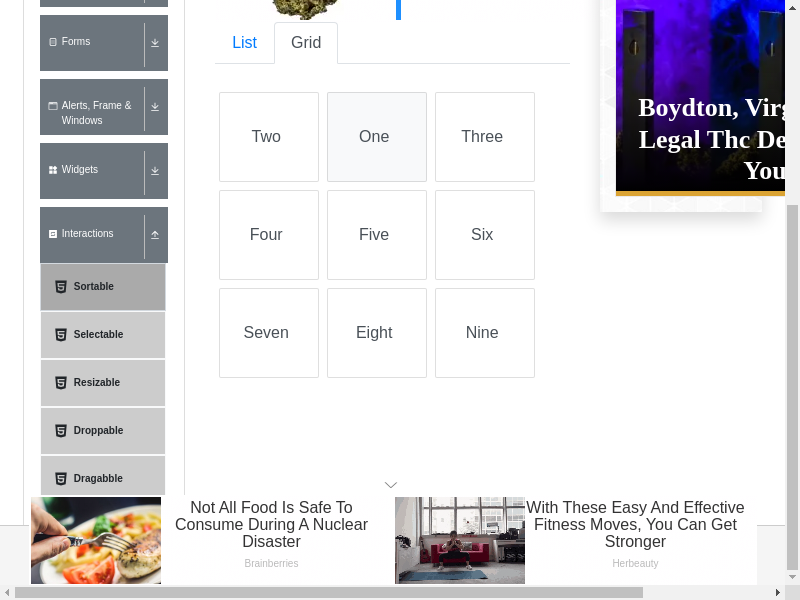 Forms
Alerts, Frame &
Windows
Widgets
Interactions
Sortable
Selectable
Resizable
Droppable
Dragabble
List
Grid
Two
One
Three
Four
Five
Six
Seven
Eight
Nine
Boydton, Virg
Legal Thc De
You
Not All Food Is Safe To
Consume During A Nuclear
Disaster
Brainberries
With These Easy And Effective
Fitness Moves, You Can Get
Stronger
Herbeauty